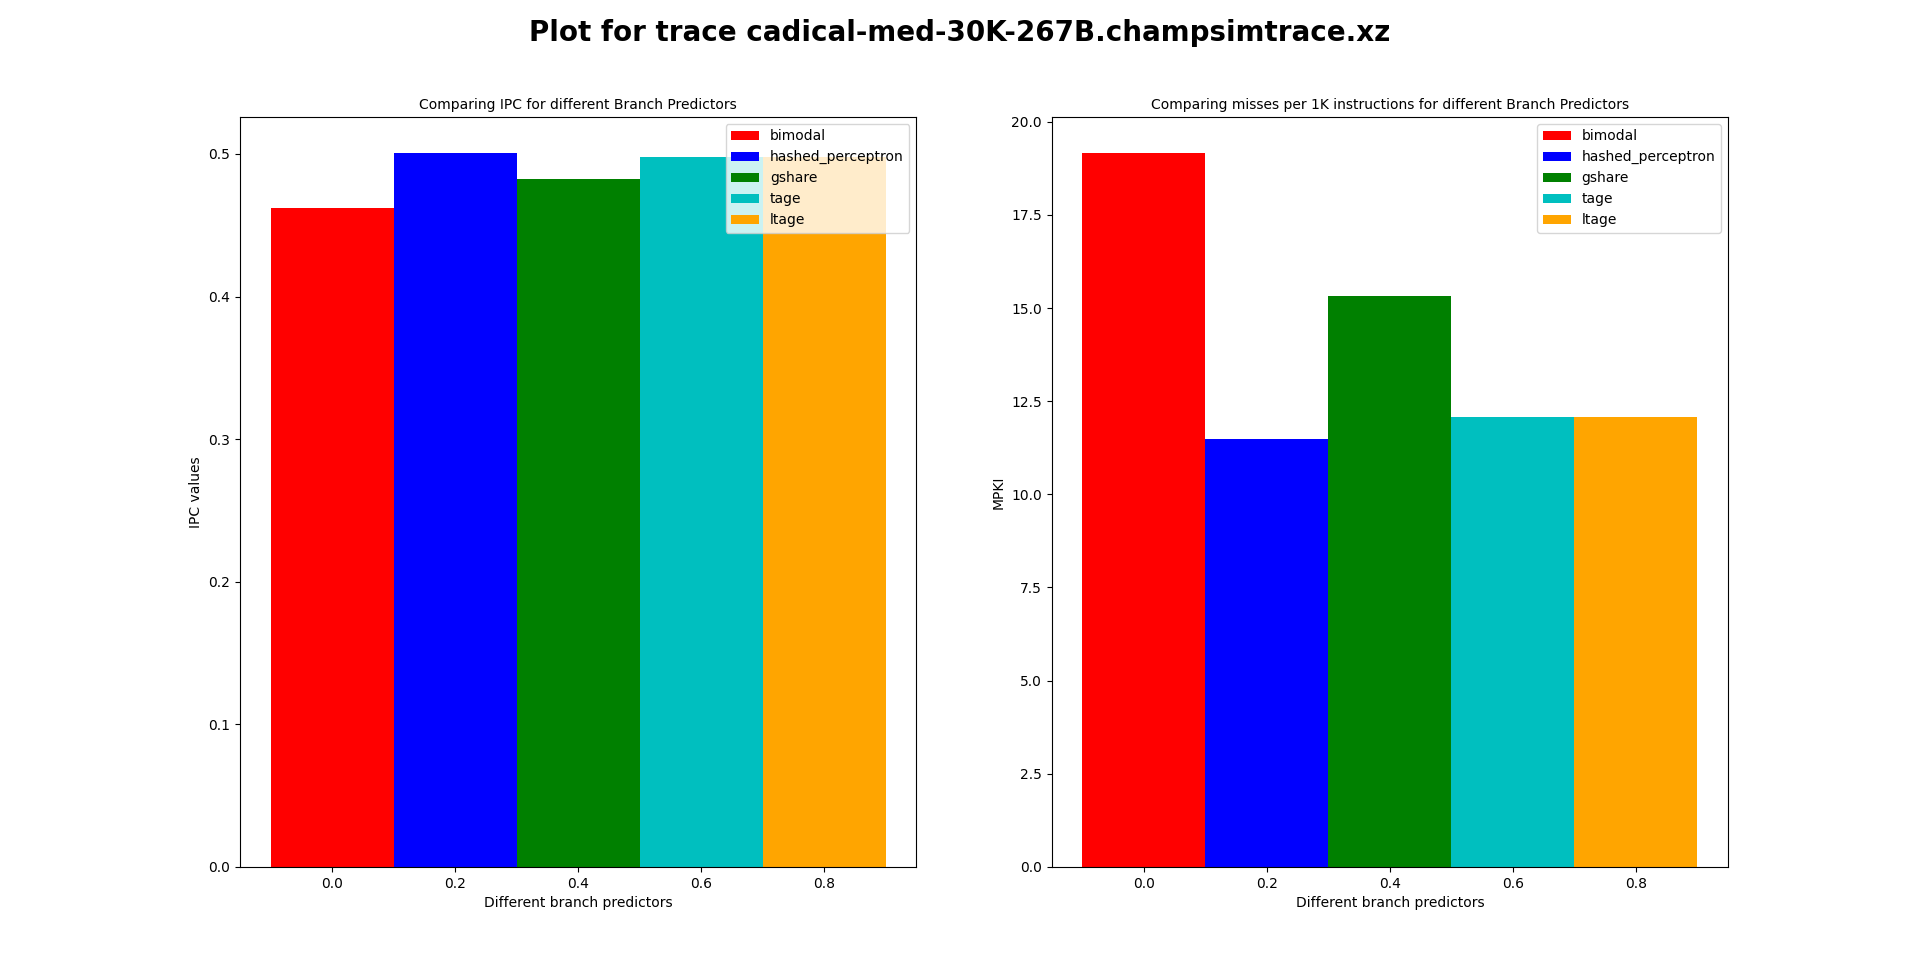 Plot for trace cadical-med-30K-267B.champsimtrace.xz
Comparing IPC for different Branch Predictors
bimodal
hashed_perceptron
gshare
tage
ltage
0.5
0.4
0.3
0.2
0.1
0.0
IPC values
0.0 0.2 0.4 0.6 0.8
Different branch predictors
Comparing misses per 1K instructions for different Branch Predictors
bimodal
hashed_perceptron
gshare
tage
ltage
20.0
17.5
15.0
12.5
10.0
7.5
5.0
2.5
0.0
MPKI
0.0 0.2 0.4 0.6 0.8
Different branch predictors